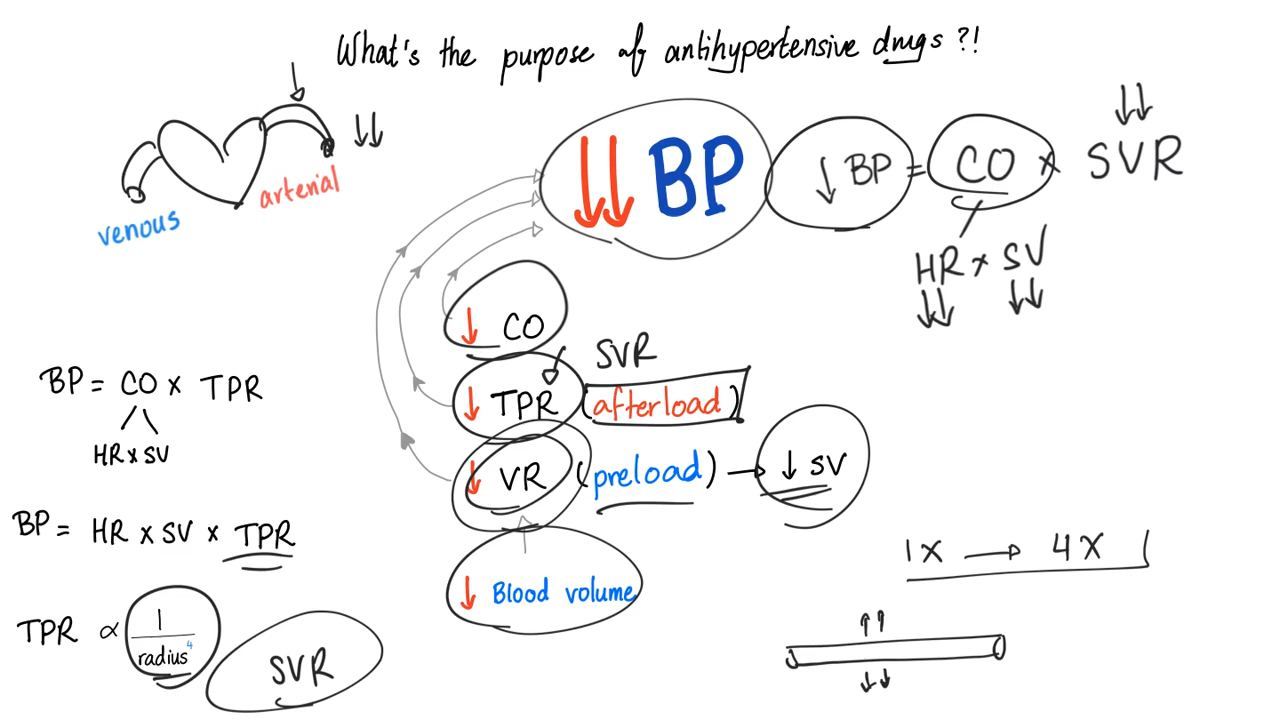 What's the purpose of antihypertensive drugs ?!
↓↓
arterial
venous
↓↓ BP
↓ BP = CO x SVR
↓↓
HR x SV
↓↓ ↓↓
↓ CO
SVR
↓ TPR (afterload)
↓ VR (preload) → ↓ SV
↓ Blood volume
BP = CO x TPR
HR x SV
BP = HR x SV x TPR
TPR ∝ 1/radius⁴
SVR
1X → 4X
↑↑
↓↓